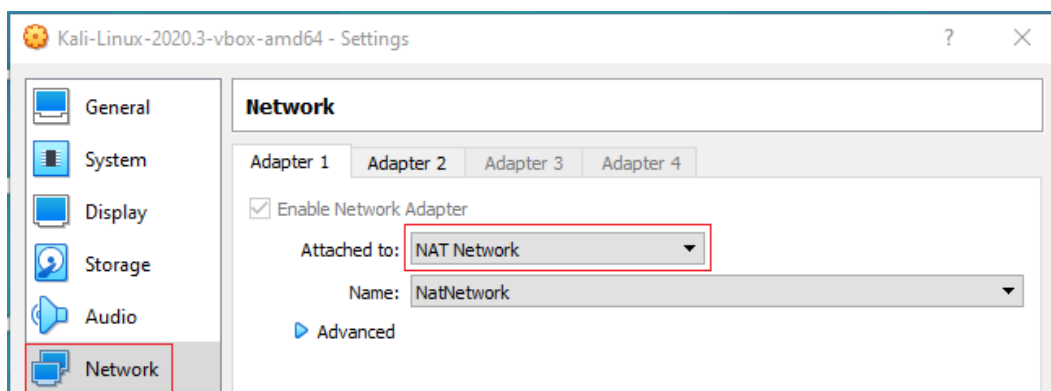 Kali-Linux-2020.3-vbox-amd64 - Settings ? ×
General
System
Display
Storage
Audio
Network
Network
Adapter 1 Adapter 2 Adapter 3 Adapter 4
Enable Network Adapter
Attached to: NAT Network
Name: NatNetwork
Advanced